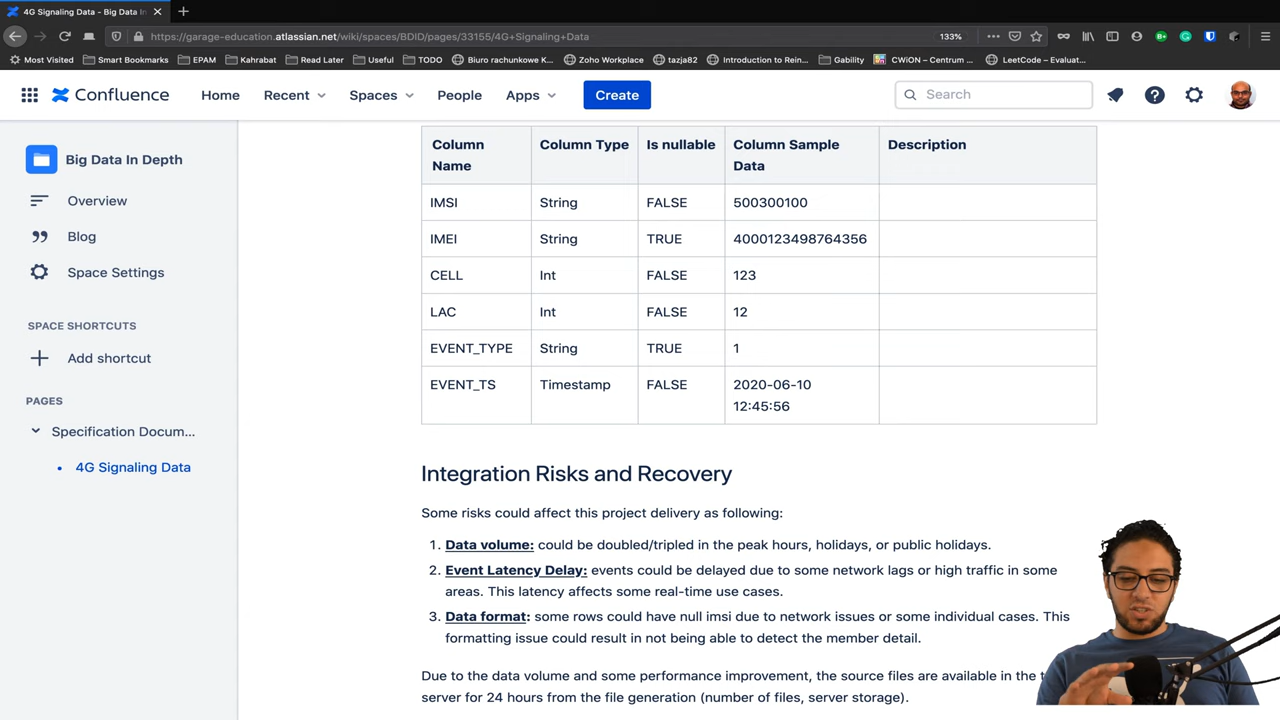 4G Signaling Data - Big Data In
https://garage-education.atlassian.net/wiki/spaces/BDID/pages/33155/4G+Signaling+Data
133%
Most Visited
Smart Bookmarks
EPAM
Kahrabat
Read Later
Useful
TODO
Biuro rachunkowe K...
Zoho Workplace
tazja82
Introduction to Rein...
Gability
CWiON – Centrum ...
LeetCode – Evaluat...
Confluence
Home
Recent
Spaces
People
Apps
Create
Search
Big Data In Depth
Overview
Blog
Space Settings
SPACE SHORTCUTS
Add shortcut
PAGES
Specification Docum...
4G Signaling Data
Column Name Column Type Is nullable Column Sample Data Description
IMSI String FALSE 500300100
IMEI String TRUE 4000123498764356
CELL Int FALSE 123
LAC Int FALSE 12
EVENT_TYPE String TRUE 1
EVENT_TS Timestamp FALSE 2020-06-10 12:45:56
Integration Risks and Recovery
Some risks could affect this project delivery as following:
1. Data volume: could be doubled/tripled in the peak hours, holidays, or public holidays.
2. Event Latency Delay: events could be delayed due to some network lags or high traffic in some
areas. This latency affects some real-time use cases.
3. Data format: some rows could have null imsi due to network issues or some individual cases. This
formatting issue could result in not being able to detect the member detail.
Due to the data volume and some performance improvement, the source files are available in the
server for 24 hours from the file generation (number of files, server storage).